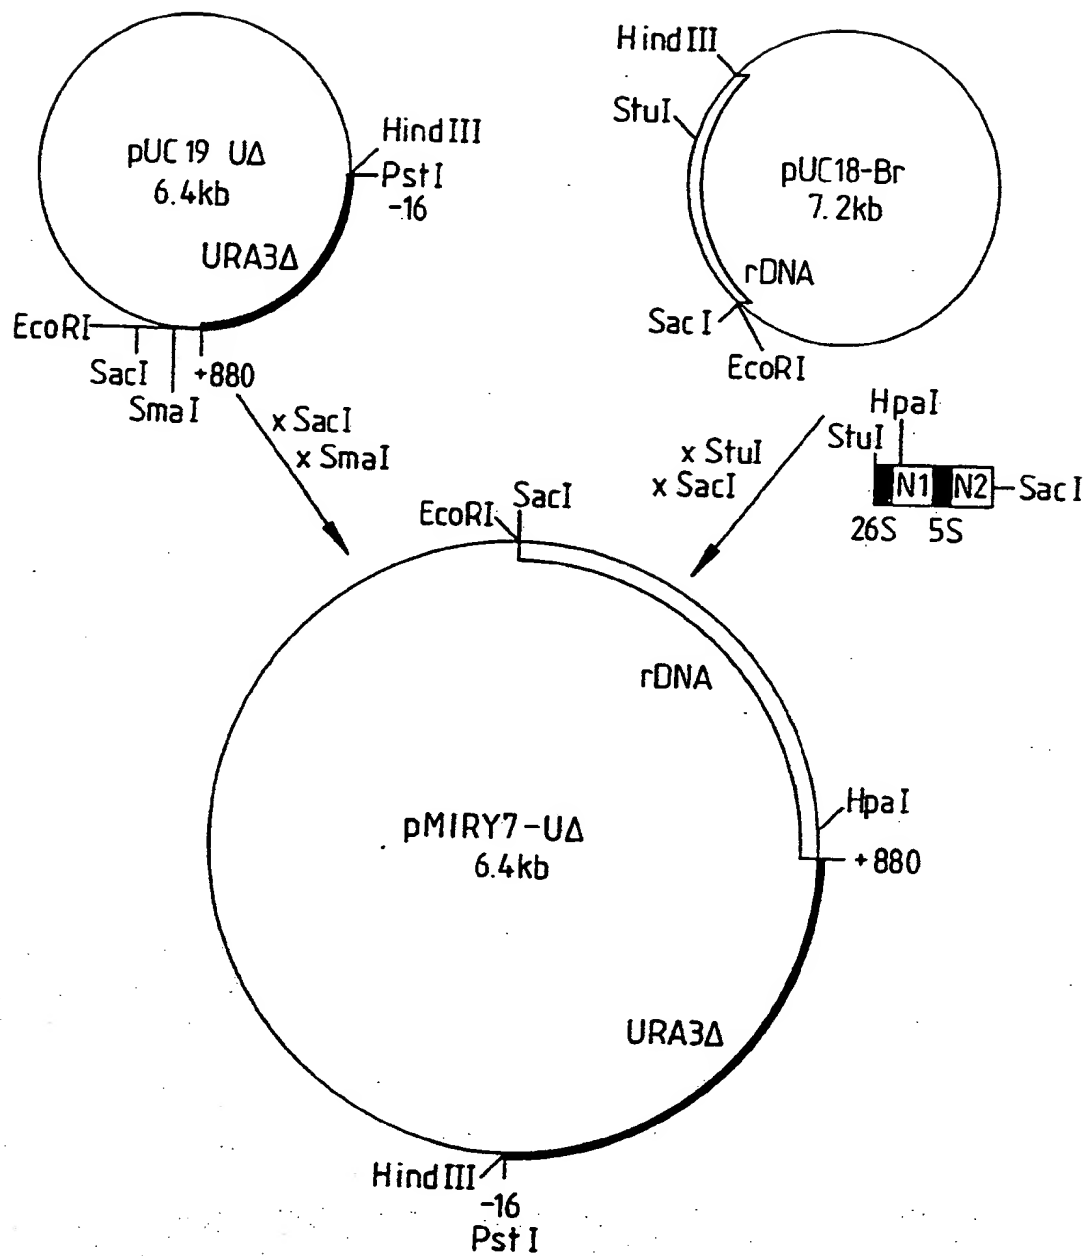 HindIII
pUC19 UΔ
6.4kb
PstI
-16
URA3Δ
EcoRI
SacI
+880
SmaI
x SacI
x SmaI
HindIII
StuI
pUC18-Br
7.2kb
rDNA
SacI
EcoRI
HpaI
StuI
N1 N2
SacI
26S 5S
x StuI
x SacI
EcoRI
SacI
rDNA
HpaI
pMIRY7-UΔ
6.4kb
+880
URA3Δ
HindIII
-16
PstI